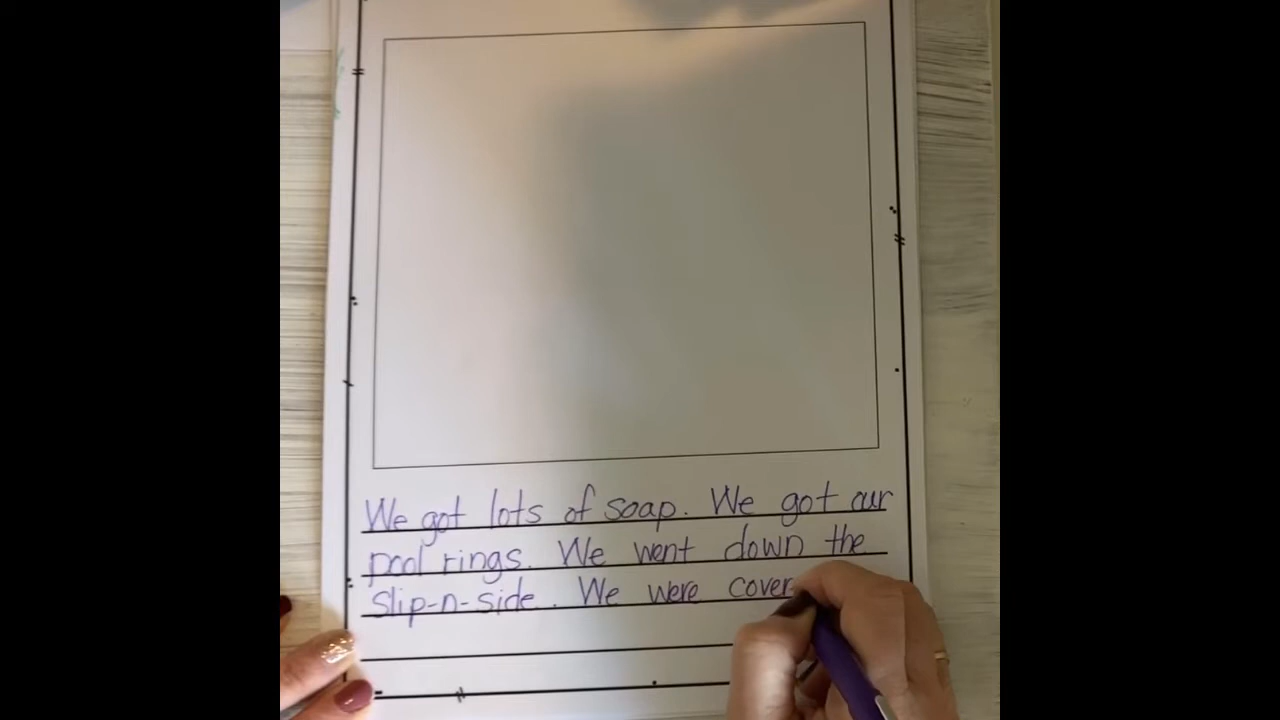 We got lots of soap. We got our
pool rings. We went down the
slip-n-side. We were cover